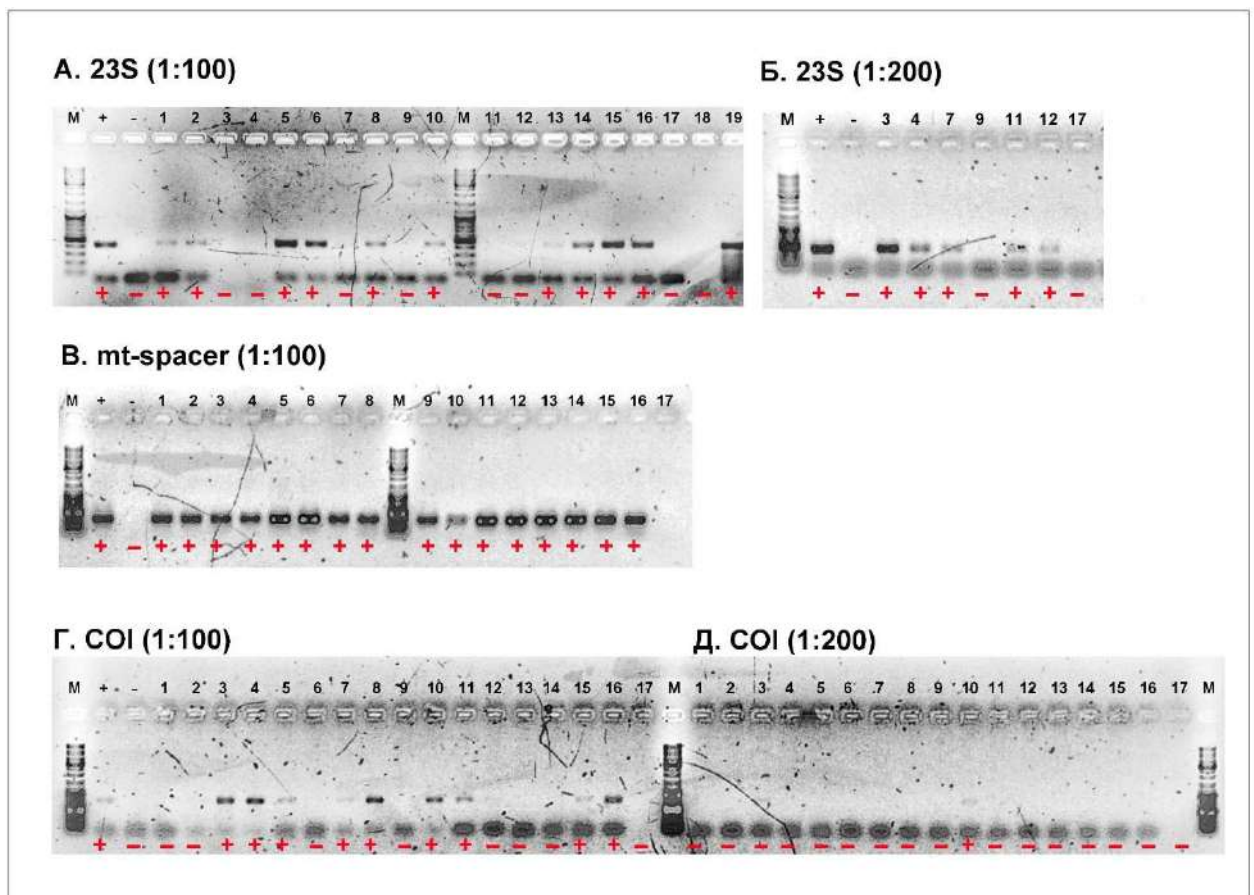 А. 23S (1:100)
Б. 23S (1:200)
M + - 1 2 3 4 5 6 7 8 9 10 M 11 12 13 14 15 16 17 18 19
M + - 3 4 7 9 11 12 17
+ - + + - - + + - + - + - - + + + + - - +
+ - + + + - + + -
В. mt-spacer (1:100)
M + - 1 2 3 4 5 6 7 8 M 9 10 11 12 13 14 15 16 17
+ - + + + + + + + + + + + + + + + +
Г. COI (1:100)
Д. COI (1:200)
M + - 1 2 3 4 5 6 7 8 9 10 11 12 13 14 15 16 17 M 1 2 3 4 5 6 7 8 9 10 11 12 13 14 15 16 17 M
+ - - - + + + - + + - + + - - - + + - - - - - - - - - - + - - - - - - -